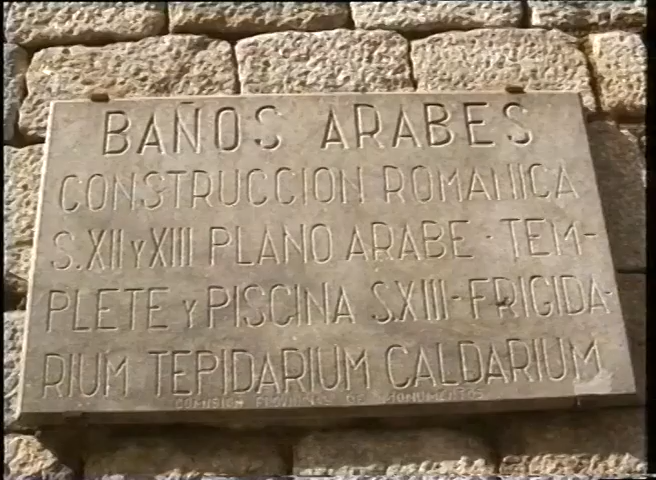 BAÑOS ARABES
CONSTRUCCION ROMANICA
S.XII Y XIII PLANO ARABE - TEM-
PLETE Y PISCINA S.XIII-FRIGIDA-
RIUM TEPIDARIUM CALDARIUM
COMISION PROVINCIAL DE MONUMENTOS